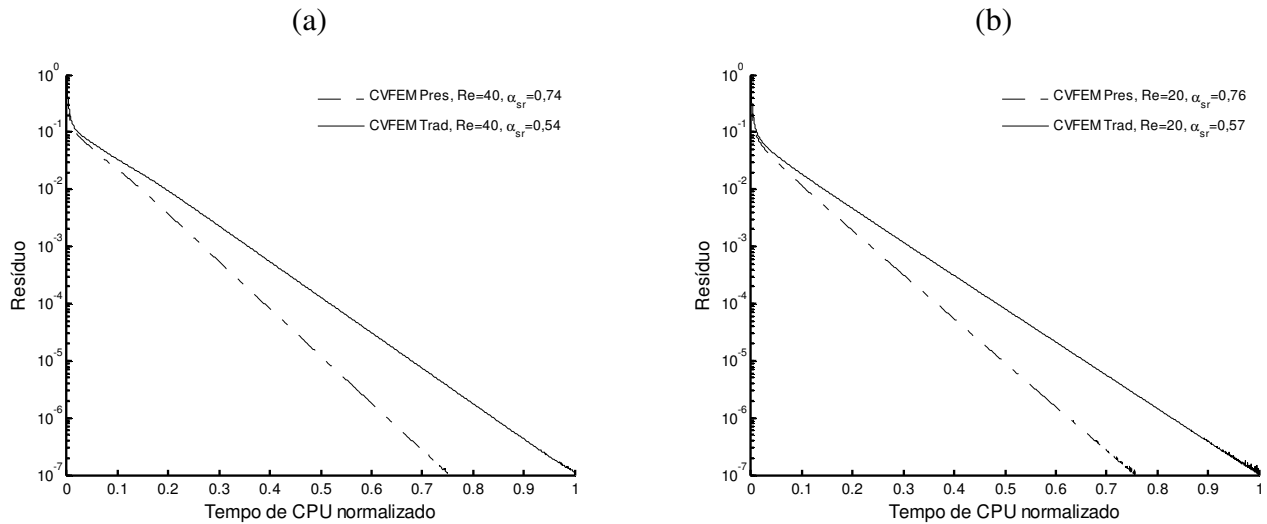 (a)
10^0
10^-1
10^-2
10^-3
10^-4
10^-5
10^-6
10^-7
Resíduo
CVFEM Pres, Re=40, α_sr=0,74
CVFEM Trad, Re=40, α_sr=0,54
0 0.1 0.2 0.3 0.4 0.5 0.6 0.7 0.8 0.9 1
Tempo de CPU normalizado
(b)
10^0
10^-1
10^-2
10^-3
10^-4
10^-5
10^-6
10^-7
Resíduo
CVFEM Pres, Re=20, α_sr=0,76
CVFEM Trad, Re=20, α_sr=0,57
0 0.1 0.2 0.3 0.4 0.5 0.6 0.7 0.8 0.9 1
Tempo de CPU normalizado